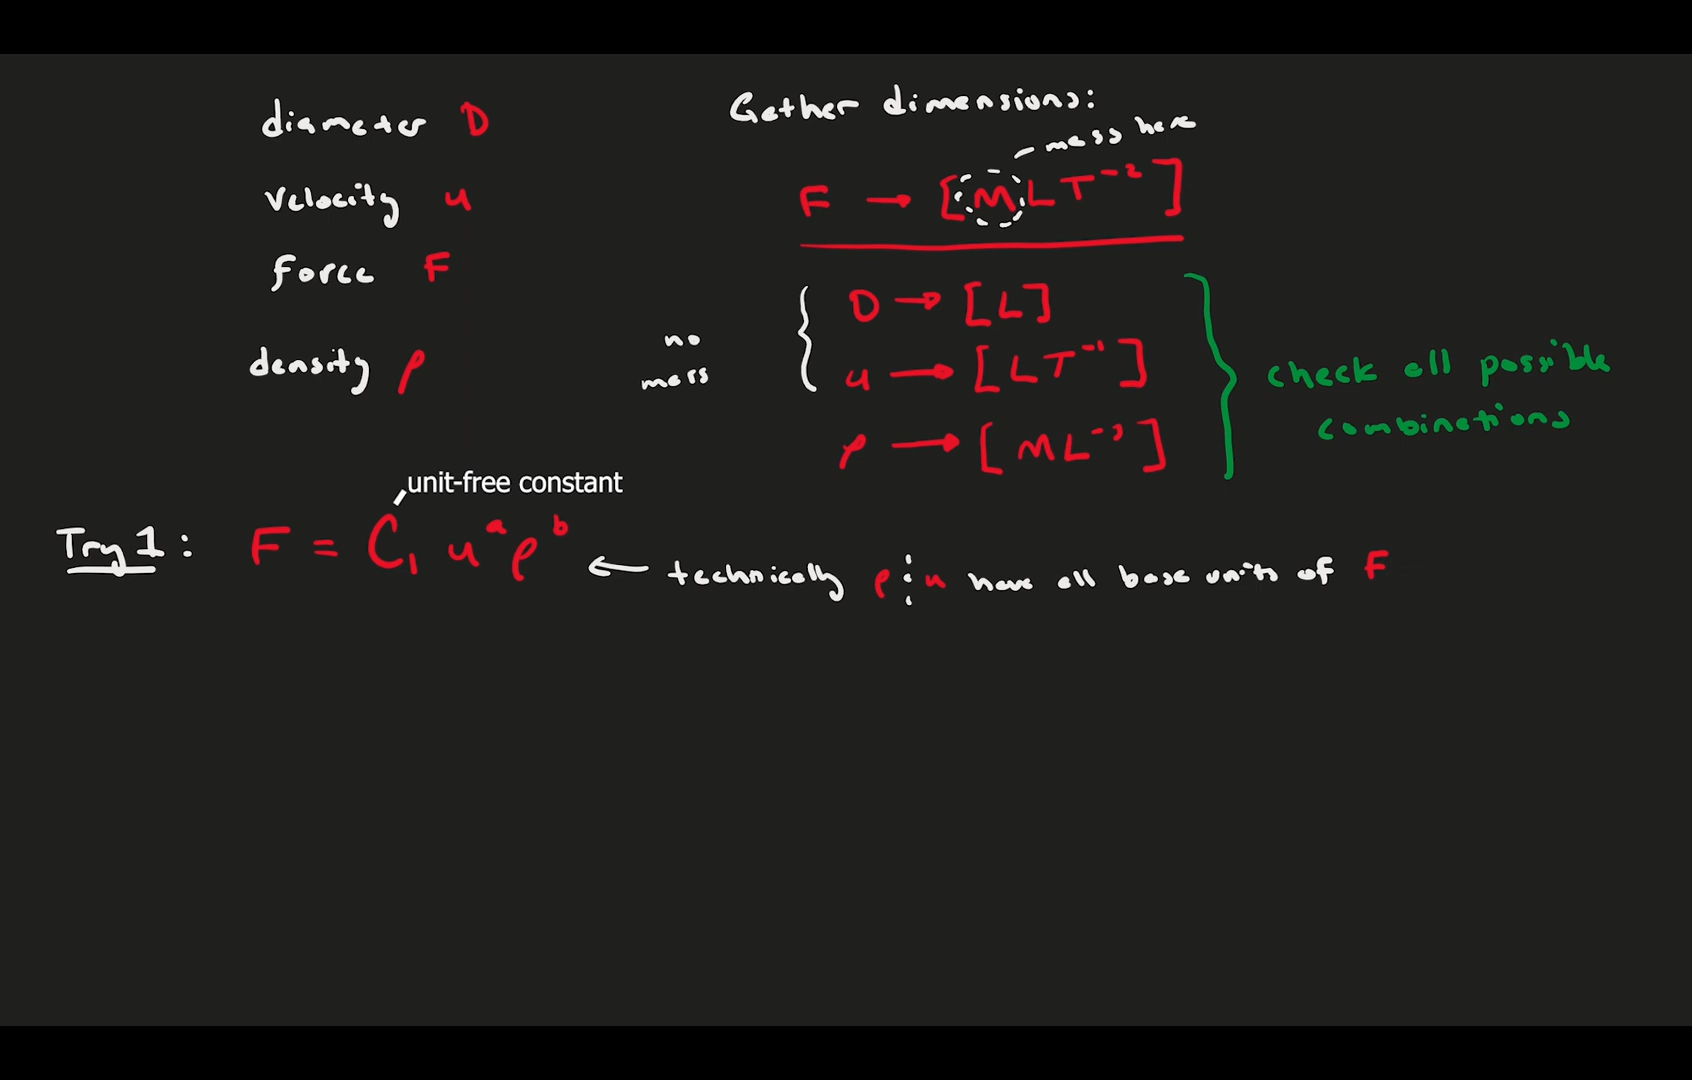 diameter D
velocity u
force F
density ρ
Gather dimensions:
mass here
F → [MLT⁻²]
no
mass
D → [L]
u → [LT⁻¹]
ρ → [ML⁻³]
check all possible
combinations
unit-free constant
Try 1: F = C₁ uᵃ ρᵇ
← technically ρ & u have all base units of F